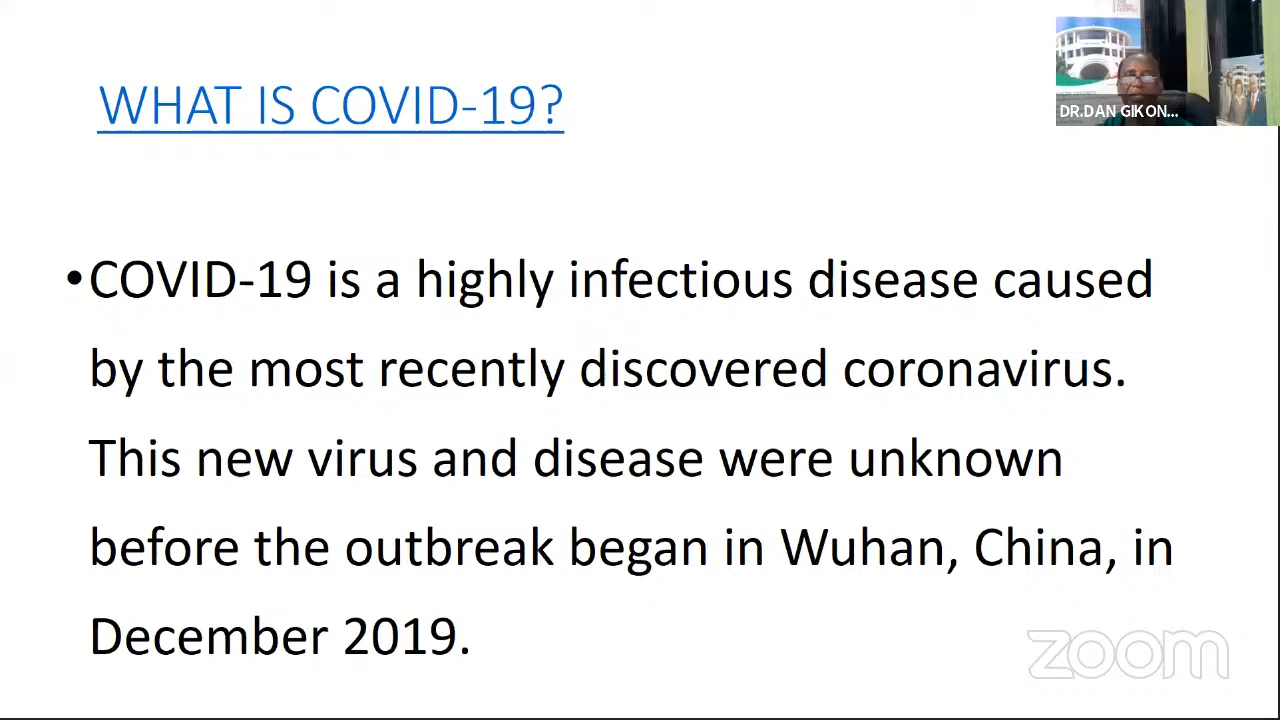 WHAT IS COVID-19?
DR.DAN GIKON...
•COVID-19 is a highly infectious disease caused
by the most recently discovered coronavirus.
This new virus and disease were unknown
before the outbreak began in Wuhan, China, in
December 2019.
zoom